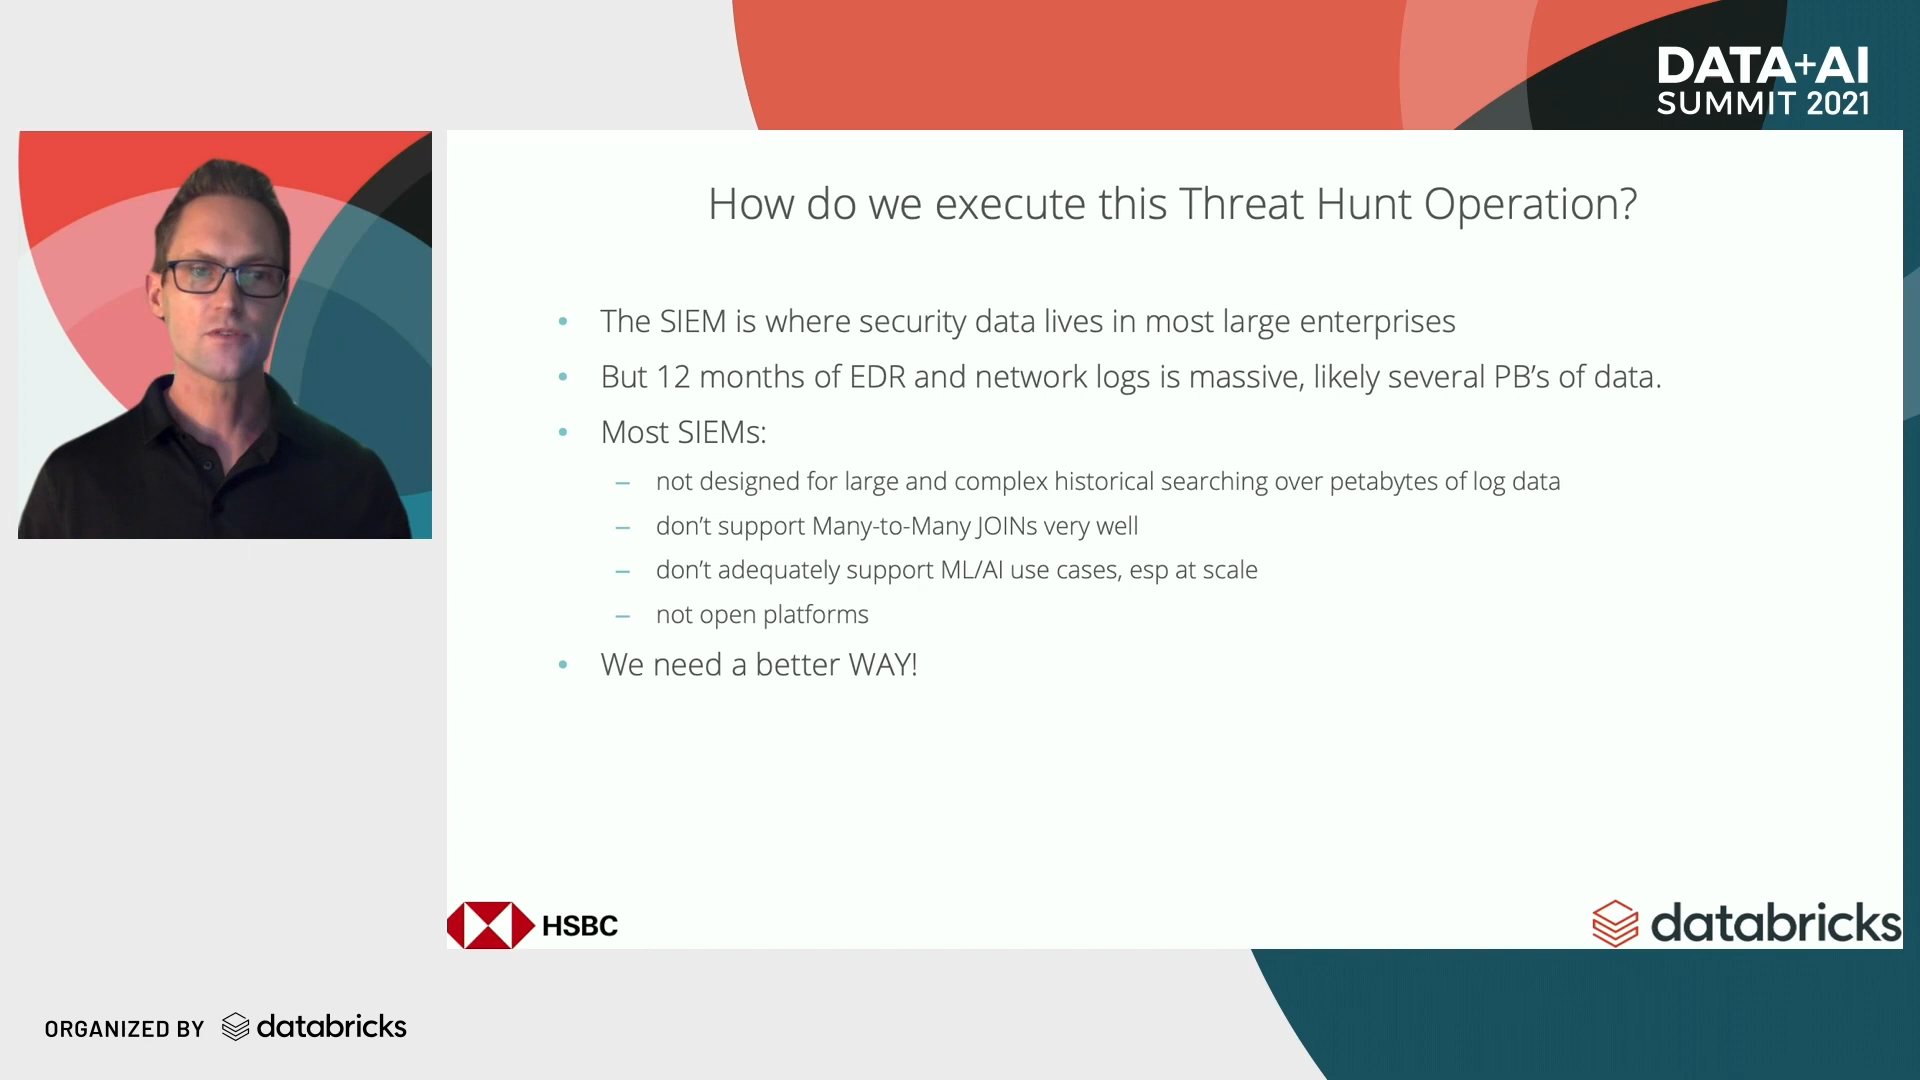 DATA+AI
SUMMIT 2021
How do we execute this Threat Hunt Operation?
• The SIEM is where security data lives in most large enterprises
• But 12 months of EDR and network logs is massive, likely several PB’s of data.
• Most SIEMs:
– not designed for large and complex historical searching over petabytes of log data
– don’t support Many-to-Many JOINs very well
– don’t adequately support ML/AI use cases, esp at scale
– not open platforms
• We need a better WAY!
HSBC
databricks
ORGANIZED BY databricks